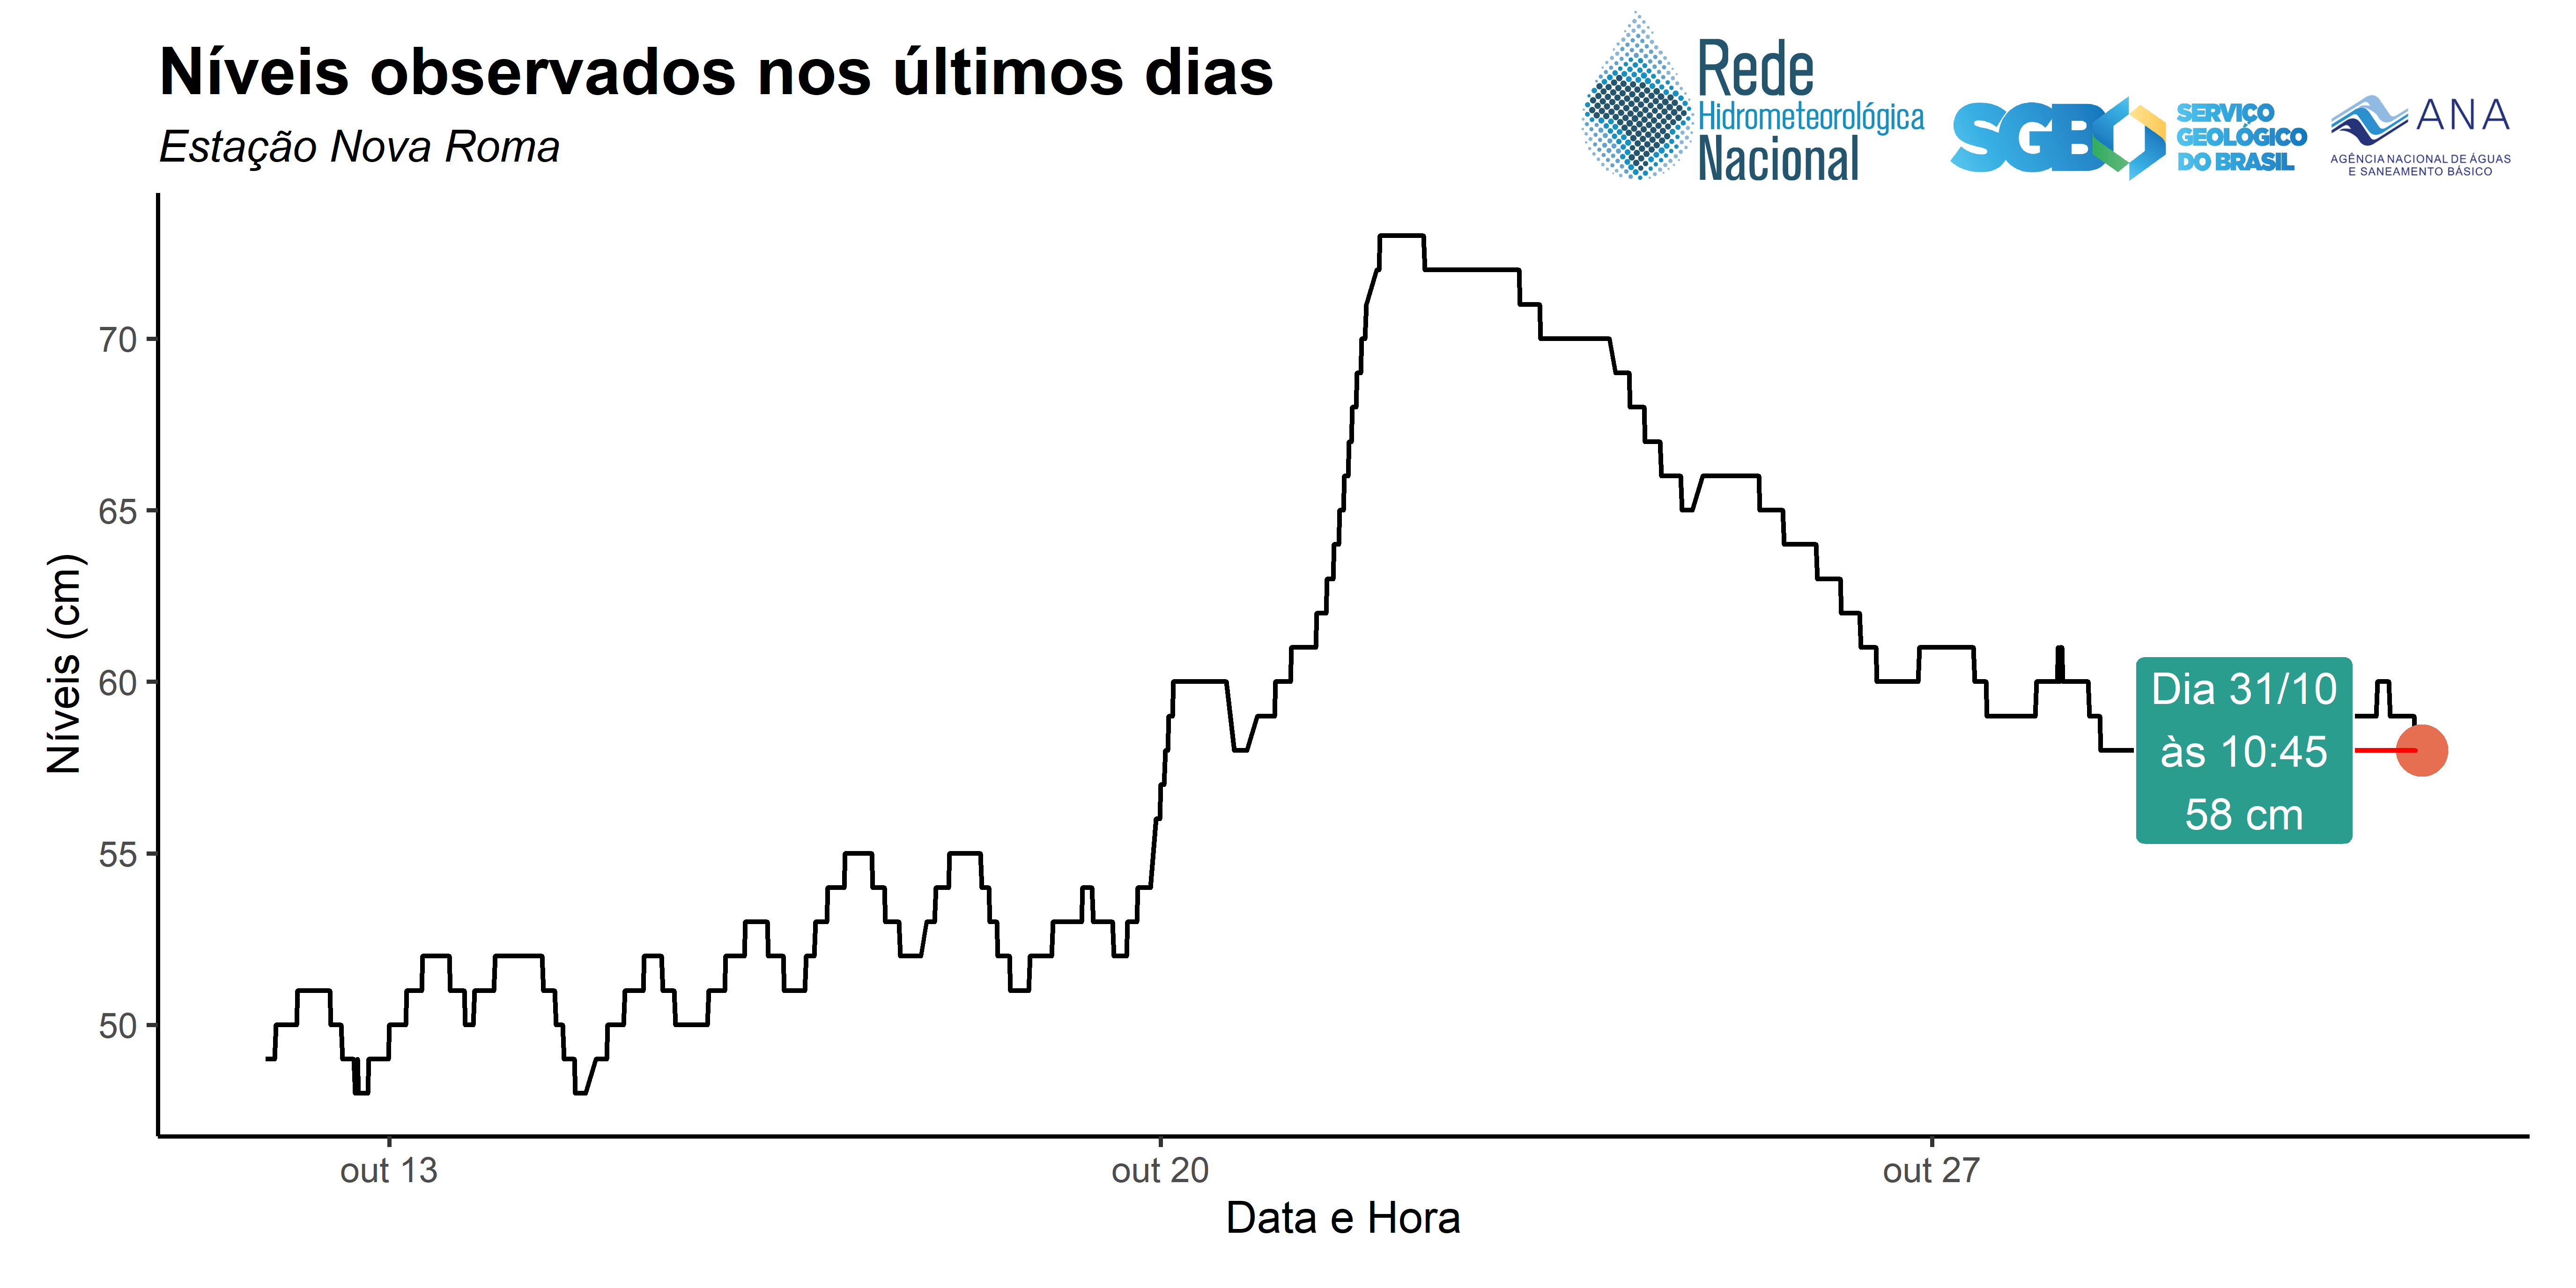 Níveis observados nos últimos dias
Estação Nova Roma
Rede
Hidrometeorológica
Nacional
SGB
SERVIÇO
GEOLÓGICO
DO BRASIL
ANA
AGÊNCIA NACIONAL DE ÁGUAS
E SANEAMENTO BÁSICO
Níveis (cm)
70
65
60
55
50
Dia 31/10
às 10:45
58 cm
out 13
out 20
out 27
Data e Hora